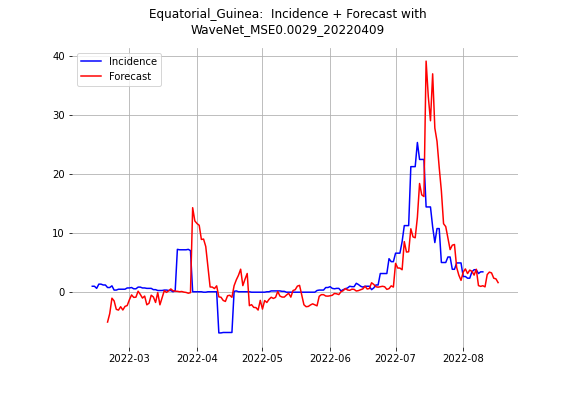 Equatorial_Guinea:  Incidence + Forecast with
WaveNet_MSE0.0029_20220409
Incidence
Forecast
40
30
20
10
0
2022-03
2022-04
2022-05
2022-06
2022-07
2022-08